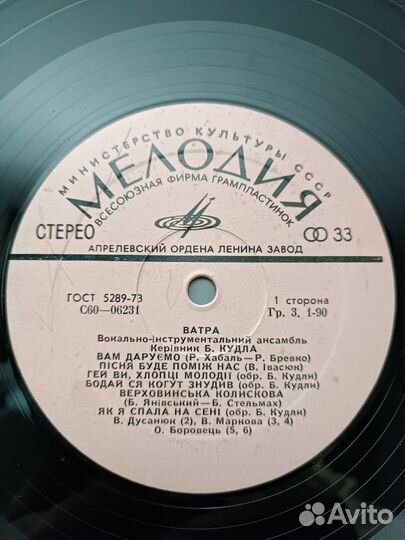 МИНИСТЕРСТВО КУЛЬТУРЫ СССР
МЕЛОДИЯ
ВСЕСОЮЗНАЯ ФИРМА ГРАМПЛАСТИНОК
СТЕРЕО
33
АПРЕЛЕВСКИЙ ОРДЕНА ЛЕНИНА ЗАВОД
ГОСТ 5289-73
С60—06231
1 сторона
Гр. 3, 1-90
ВАТРА
Вокально-інструментальний ансамбль
Керівник Б. КУДЛА
ВАМ ДАРУЄМО (Р. Хабаль—Р. Бревко)
ПІСНЯ БУДЕ ПОМІЖ НАС (В. Івасюк)
ГЕЙ ВИ, ХЛОПЦІ МОЛОДІЇ (обр. Б. Кудли)
БОДАЙ СЯ КОГУТ ЗНУДИВ (обр. Б. Кудли)
ВЕРХОВИНСЬКА КОЛИСКОВА
(Б. Янівський—Б. Стельмах)
ЯК Я СПАЛА НА СЕНІ (обр. Б. Кудли)
В. Дусанюк (2), В. Маркова (3, 4)
О. Боровець (5, 6)
Avito